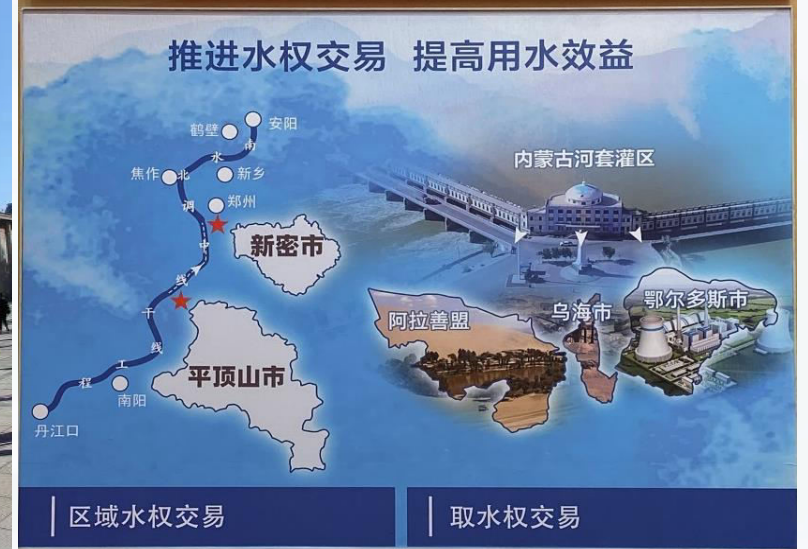 推进水权交易 提高用水效益
安阳
鹤壁
焦作
新乡
郑州
南水北调中线干线工程
新密市
平顶山市
南阳
丹江口
内蒙古河套灌区
阿拉善盟
乌海市
鄂尔多斯市
区域水权交易
取水权交易